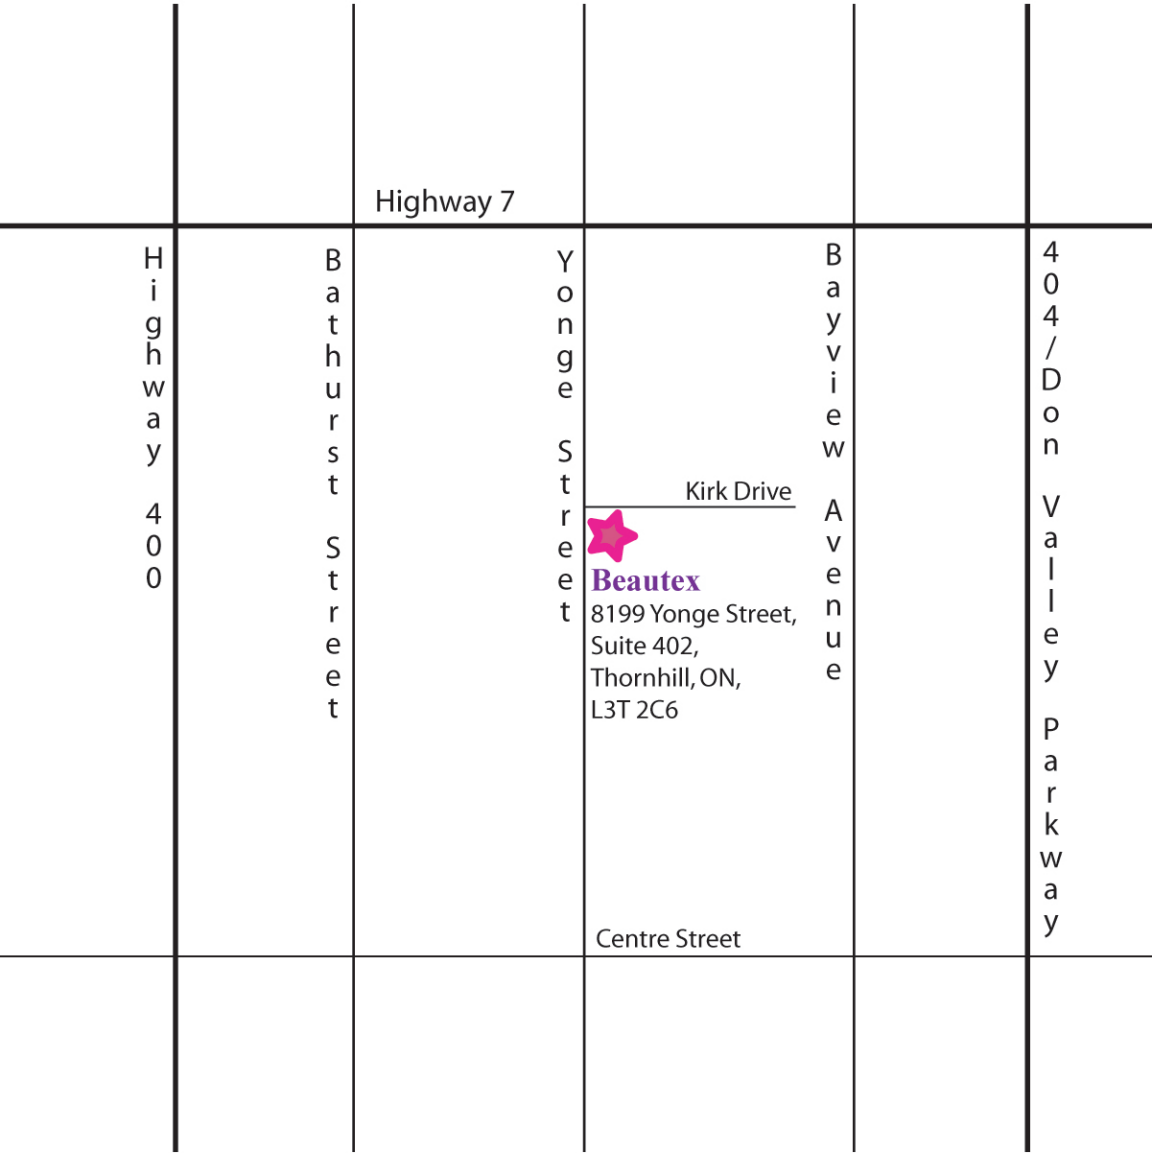 Highway 7
Highway 400
Bathurst Street
Yonge Street
Bayview Avenue
404/Don Valley Parkway
Kirk Drive
Beautex
8199 Yonge Street,
Suite 402,
Thornhill, ON,
L3T 2C6
Centre Street